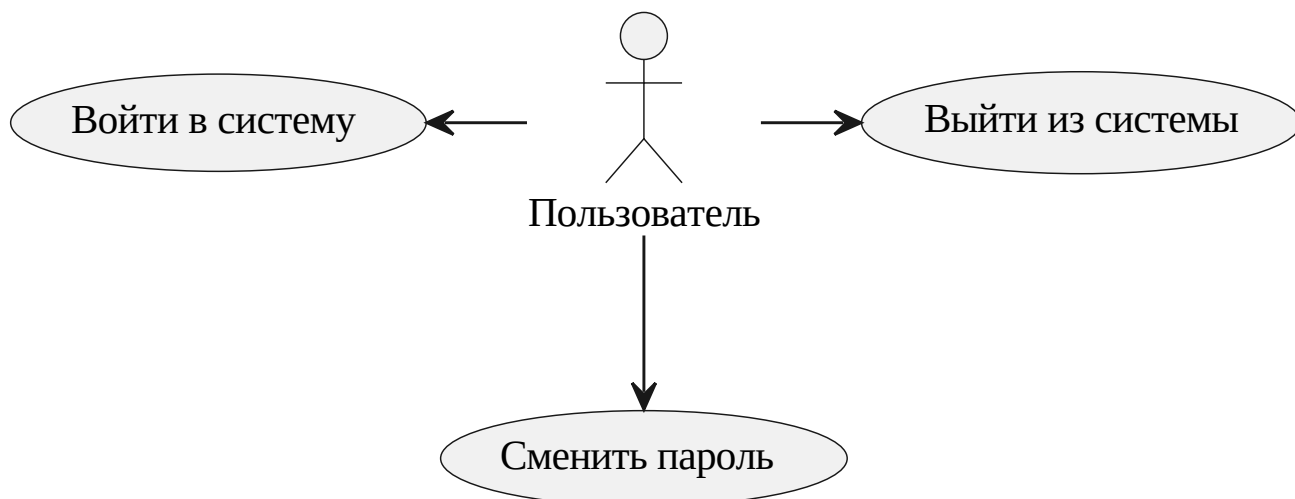 Войти в систему
Выйти из системы
Пользователь
Сменить пароль